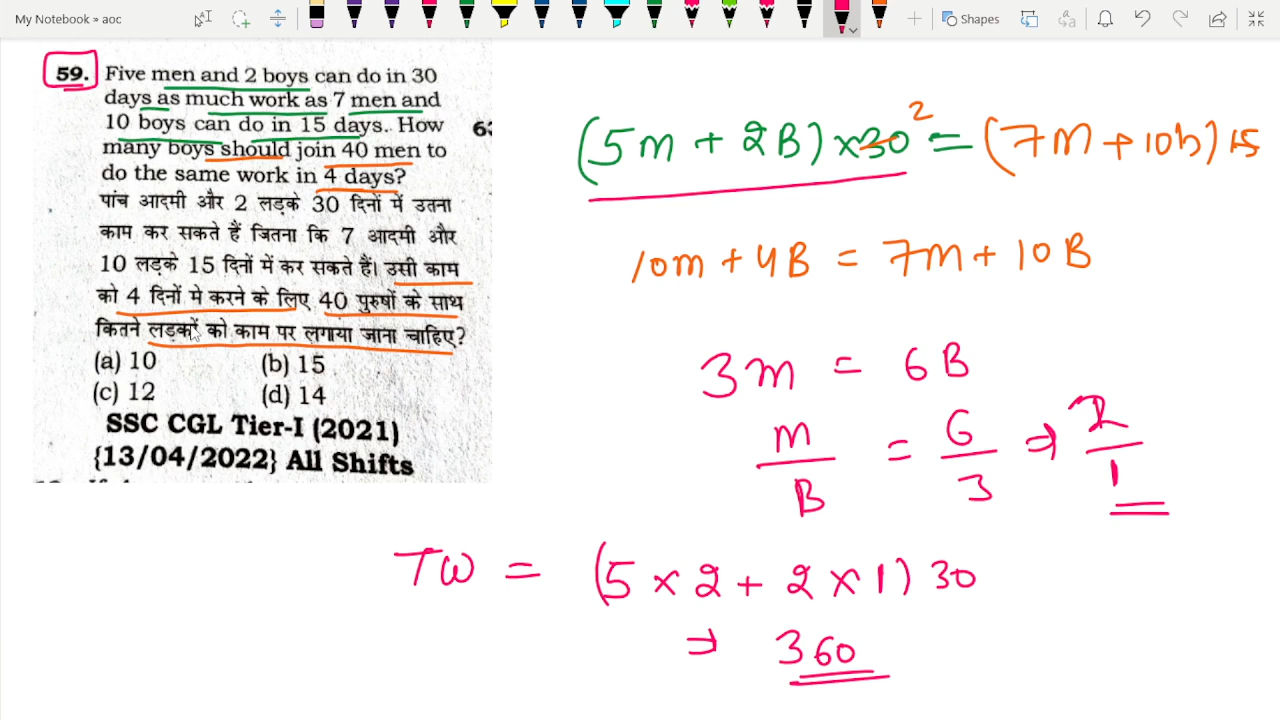 My Notebook » aoc
Shapes
59. Five men and 2 boys can do in 30
days as much work as 7 men and
10 boys can do in 15 days. How
many boys should join 40 men to
do the same work in 4 days?
पांच आदमी और 2 लड़के 30 दिनों में उतना
काम कर सकते हैं जितना कि 7 आदमी और
10 लड़के 15 दिनों में कर सकते हैं। उसी काम
को 4 दिनों मे करने के लिए 40 पुरुषों के साथ
कितने लड़कों को काम पर लगाया जाना चाहिए?
(a) 10 (b) 15
(c) 12 (d) 14
SSC CGL Tier-I (2021)
{13/04/2022} All Shifts
(5m + 2B) × 30 2 = (7m + 10b) 15
10m + 4B = 7m + 10B
3m = 6B
m/B = 6/3 ⇒ 2/1
TW = (5 × 2 + 2 × 1) 30
⇒ 360